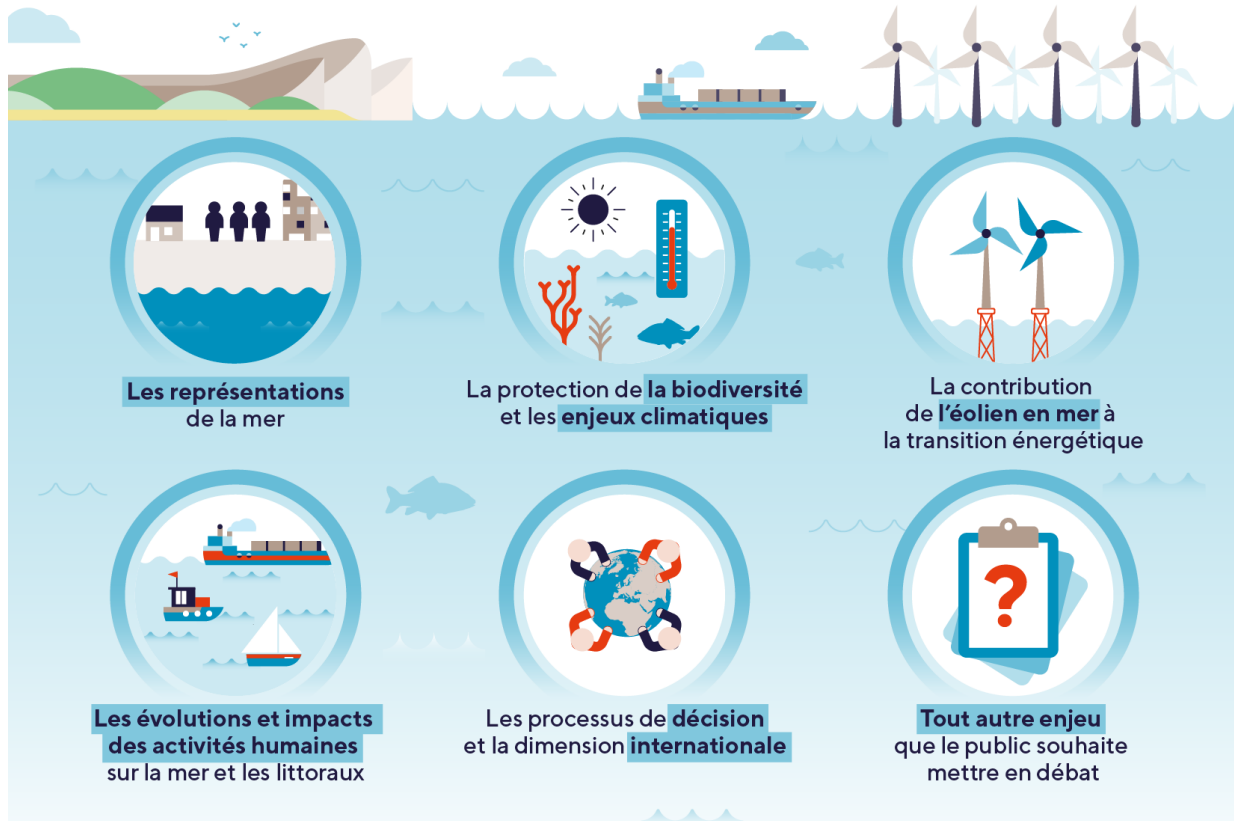 Les représentations
de la mer
La protection de la biodiversité
et les enjeux climatiques
La contribution
de l'éolien en mer à
la transition énergétique
Les évolutions et impacts
des activités humaines
sur la mer et les littoraux
Les processus de décision
et la dimension internationale
?
Tout autre enjeu
que le public souhaite
mettre en débat